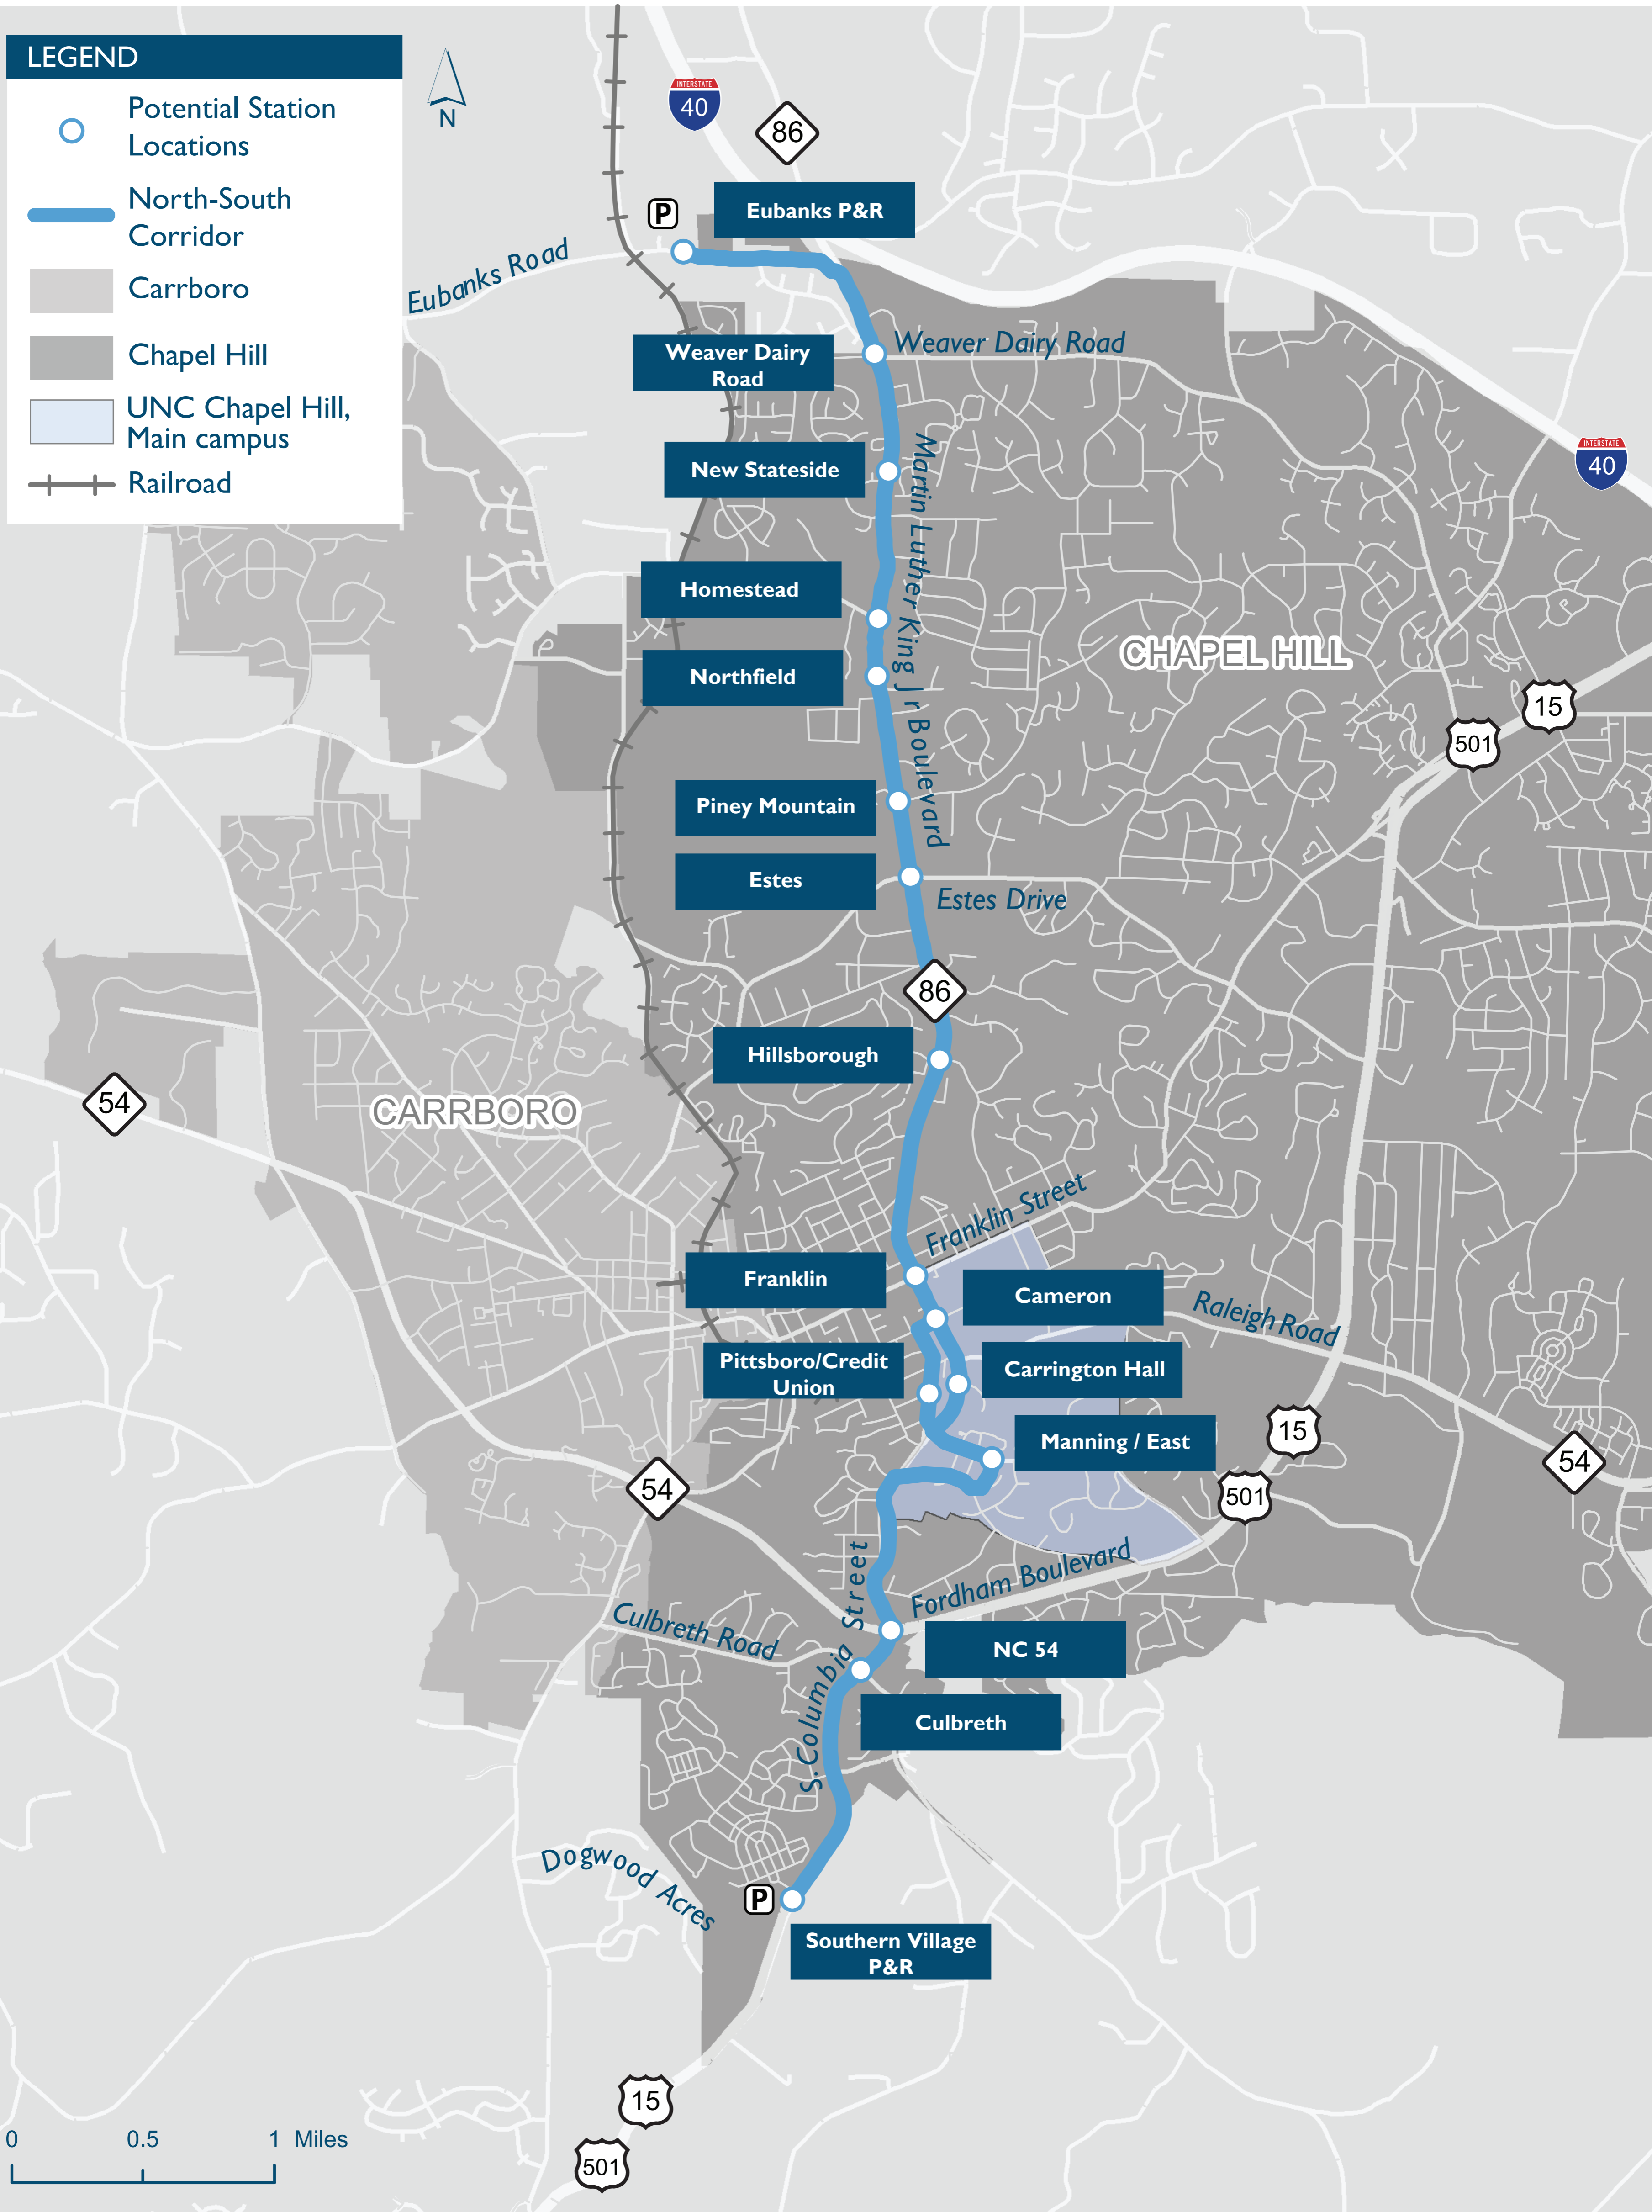 LEGEND
Potential Station
Locations
North-South
Corridor
Carrboro
Chapel Hill
UNC Chapel Hill,
Main campus
Railroad
N
INTERSTATE
40
86
P
Eubanks P&R
Eubanks Road
Weaver Dairy
Road
Weaver Dairy Road
New Stateside
Martin Luther King Jr Boulevard
INTERSTATE
40
Homestead
CHAPEL HILL
Northfield
15
501
Piney Mountain
Estes
Estes Drive
86
Hillsborough
54
CARRBORO
Franklin Street
Franklin
Cameron
Raleigh Road
Pittsboro/Credit
Union
Carrington Hall
Manning / East
15
54
54
501
S. Columbia Street
Fordham Boulevard
Culbreth Road
NC 54
Culbreth
Dogwood Acres
P
Southern Village
P&R
15
501
0 0.5 1 Miles